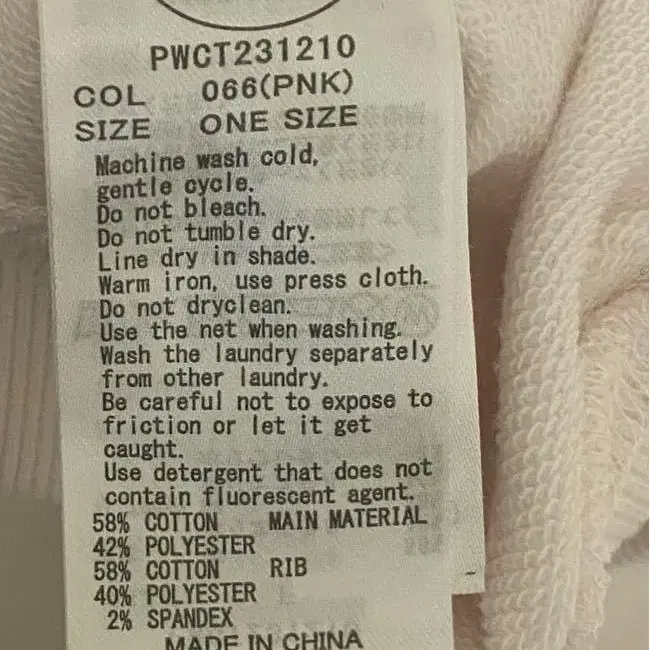 PWCT231210
COL 066(PNK)
SIZE ONE SIZE
Machine wash cold,
gentle cycle.
Do not bleach.
Do not tumble dry.
Line dry in shade.
Warm iron, use press cloth.
Do not dryclean.
Use the net when washing.
Wash the laundry separately
from other laundry.
Be careful not to expose to
friction or let it get
caught.
Use detergent that does not
contain fluorescent agent.
58% COTTON MAIN MATERIAL
42% POLYESTER
58% COTTON RIB
40% POLYESTER
2% SPANDEX
MADE IN CHINA